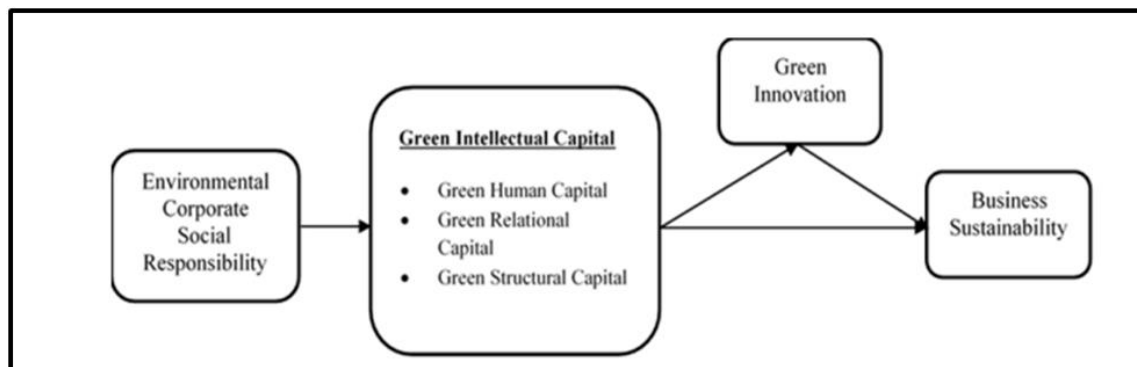 Environmental
Corporate
Social
Responsibility
Green Intellectual Capital
• Green Human Capital
• Green Relational
Capital
• Green Structural Capital
Green
Innovation
Business
Sustainability